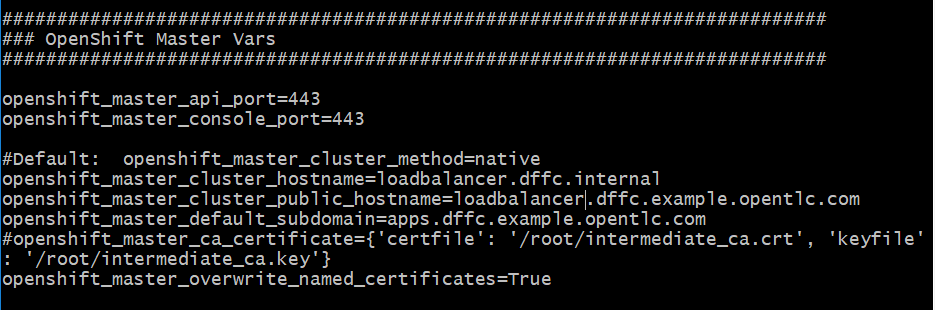 ###########################################################################
### OpenShift Master Vars
###########################################################################
openshift_master_api_port=443
openshift_master_console_port=443
#Default:  openshift_master_cluster_method=native
openshift_master_cluster_hostname=loadbalancer.dffc.internal
openshift_master_cluster_public_hostname=loadbalancer.dffc.example.opentlc.com
openshift_master_default_subdomain=apps.dffc.example.opentlc.com
#openshift_master_ca_certificate={'certfile': '/root/intermediate_ca.crt', 'keyfile'
: '/root/intermediate_ca.key'}
openshift_master_overwrite_named_certificates=True